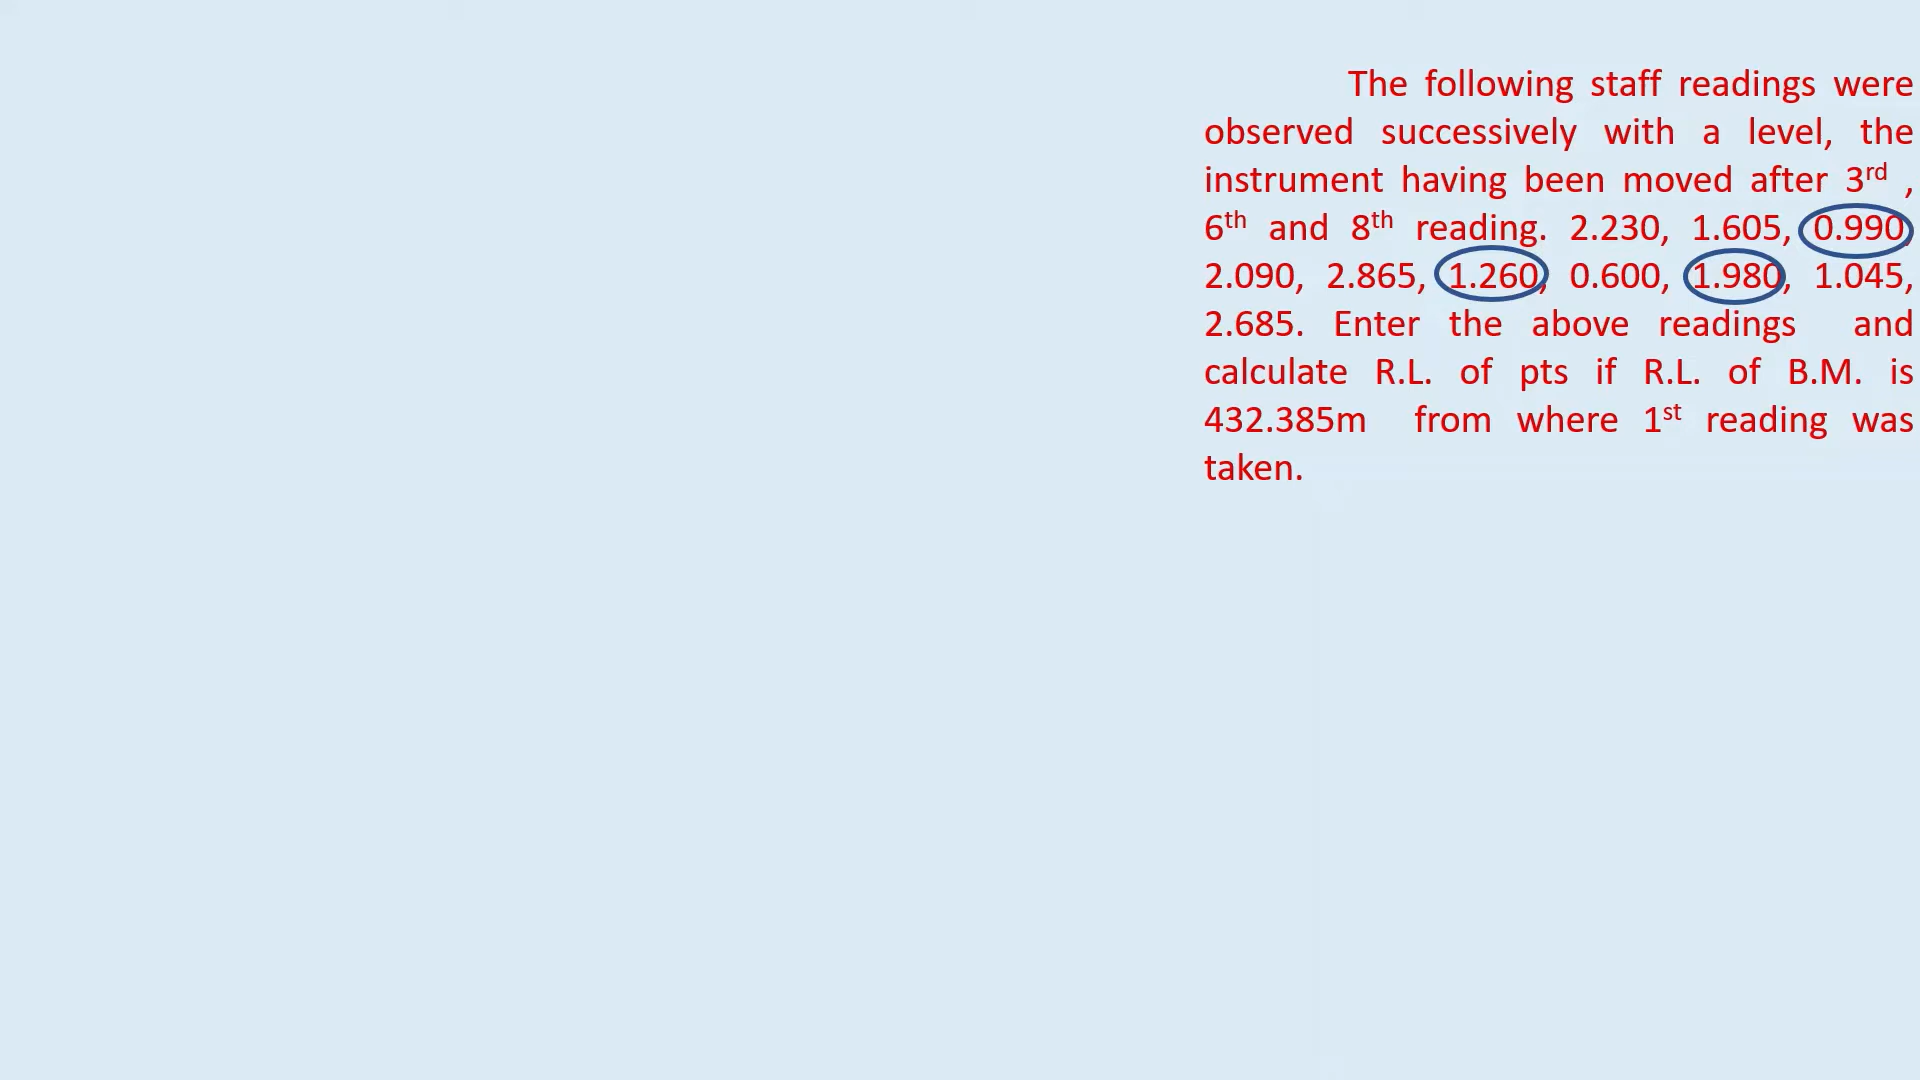 The following staff readings were
observed successively with a level, the
instrument having been moved after 3rd ,
6th and 8th reading. 2.230, 1.605, 0.990,
2.090, 2.865, 1.260, 0.600, 1.980, 1.045,
2.685. Enter the above readings and
calculate R.L. of pts if R.L. of B.M. is
432.385m from where 1st reading was
taken.